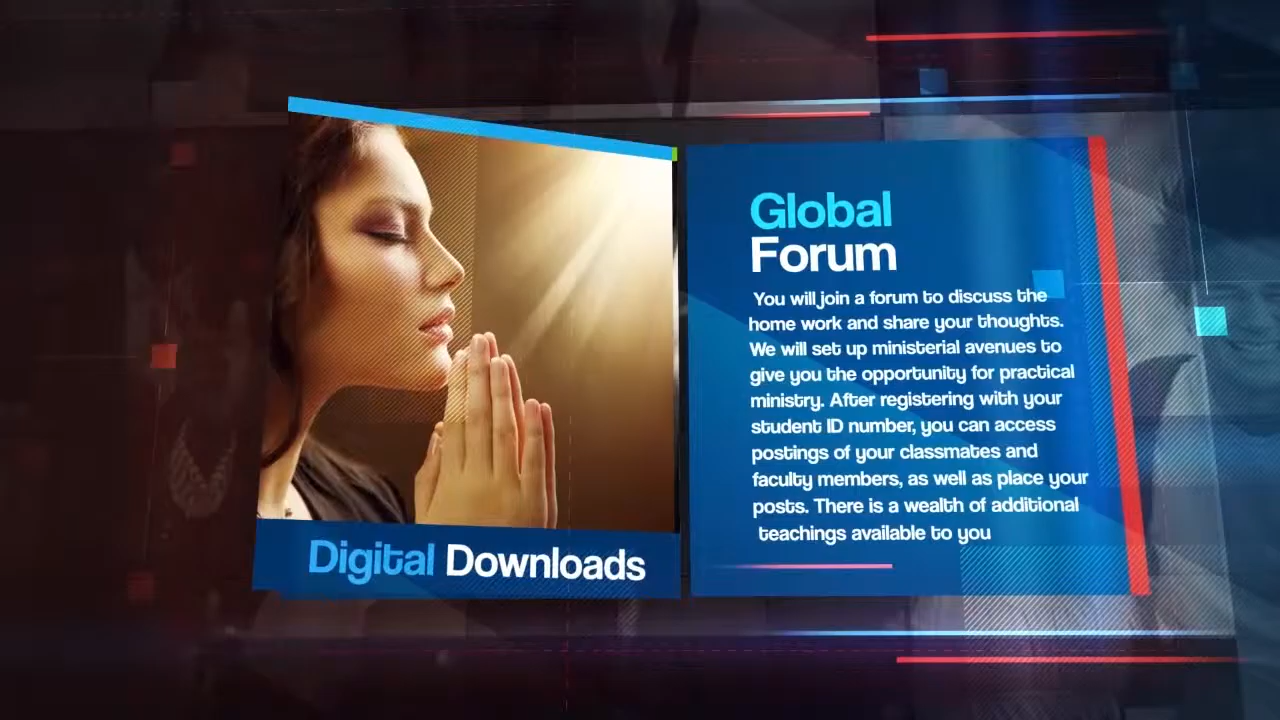 Digital Downloads
Global
Forum
You will join a forum to discuss the
home work and share your thoughts.
We will set up ministerial avenues to
give you the opportunity for practical
ministry. After registering with your
student ID number, you can access
postings of your classmates and
faculty members, as well as place your
posts. There is a wealth of additional
teachings available to you